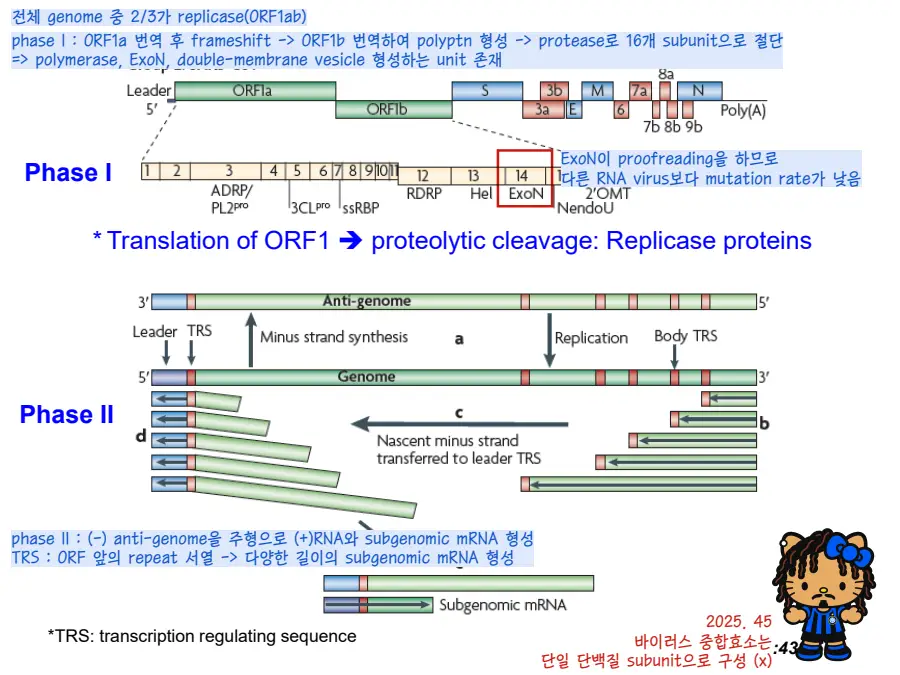 전체 genome 중 2/3가 replicase(ORF1ab)
phase I : ORF1a 번역 후 frameshift -> ORF1b 번역하여 polyptn 형성 -> protease로 16개 subunit으로 절단
=> polymerase, ExoN, double-membrane vesicle 형성하는 unit 존재
Leader ORF1a S 3b M 7a 8a N
5′ ORF1b 3a E 6 Poly(A)
7b 8b 9b
Phase I
1 2 3 4 5 6 7 8 9 10 11
12 13 14 1
ADRP/
PL2pro
3CLpro
ssRBP
RDRP Hel ExoN 2′OMT
NendoU
ExoN이 proofreading을 하므로
다른 RNA virus보다 mutation rate가 낮음
* Translation of ORF1 ➔ proteolytic cleavage: Replicase proteins
3′ Anti-genome 5′
Leader TRS Minus strand synthesis a Replication Body TRS
5′ Genome 3′
Phase II
c
d b
Nascent minus strand
transferred to leader TRS
phase II : (-) anti-genome을 주형으로 (+)RNA와 subgenomic mRNA 형성
TRS : ORF 앞의 repeat 서열 -> 다양한 길이의 subgenomic mRNA 형성
Subgenomic mRNA
*TRS: transcription regulating sequence
2025. 45
바이러스 중합효소는
단일 단백질 subunit으로 구성 (x)
:43